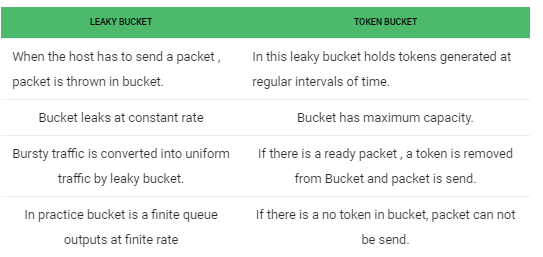 LEAKY BUCKET TOKEN BUCKET
When the host has to send a packet , In this leaky bucket holds tokens generated at
packet is thrown in bucket. regular intervals of time.
Bucket leaks at constant rate Bucket has maximum capacity.
Bursty traffic is converted into uniform If there is a ready packet , a token is removed
traffic by leaky bucket. from Bucket and packet is send.
In practice bucket is a finite queue If there is a no token in bucket, packet can not
outputs at finite rate be send.